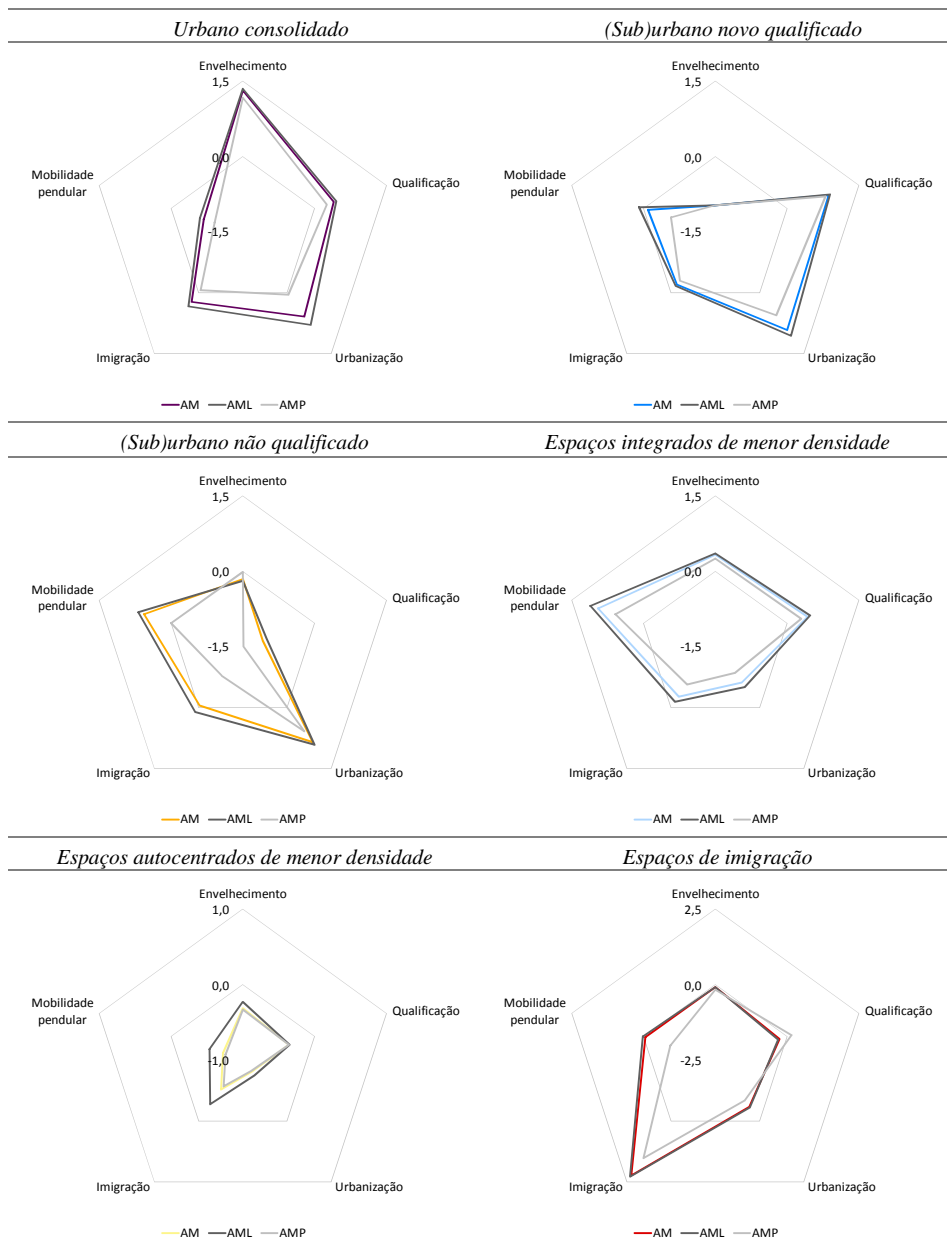 Urbano consolidado
(Sub)urbano novo qualificado
Envelhecimento
1,5
0,0
-1,5
Mobilidade
pendular
Qualificação
Imigração
Urbanização
AM AML AMP
Envelhecimento
1,5
0,0
-1,5
Mobilidade
pendular
Qualificação
Imigração
Urbanização
AM AML AMP
(Sub)urbano não qualificado
Espaços integrados de menor densidade
Envelhecimento
1,5
0,0
-1,5
Mobilidade
pendular
Qualificação
Imigração
Urbanização
AM AML AMP
Envelhecimento
1,5
0,0
-1,5
Mobilidade
pendular
Qualificação
Imigração
Urbanização
AM AML AMP
Espaços autocentrados de menor densidade
Espaços de imigração
Envelhecimento
1,0
0,0
-1,0
Mobilidade
pendular
Qualificação
Imigração
Urbanização
AM AML AMP
Envelhecimento
2,5
0,0
-2,5
Mobilidade
pendular
Qualificação
Imigração
Urbanização
AM AML AMP